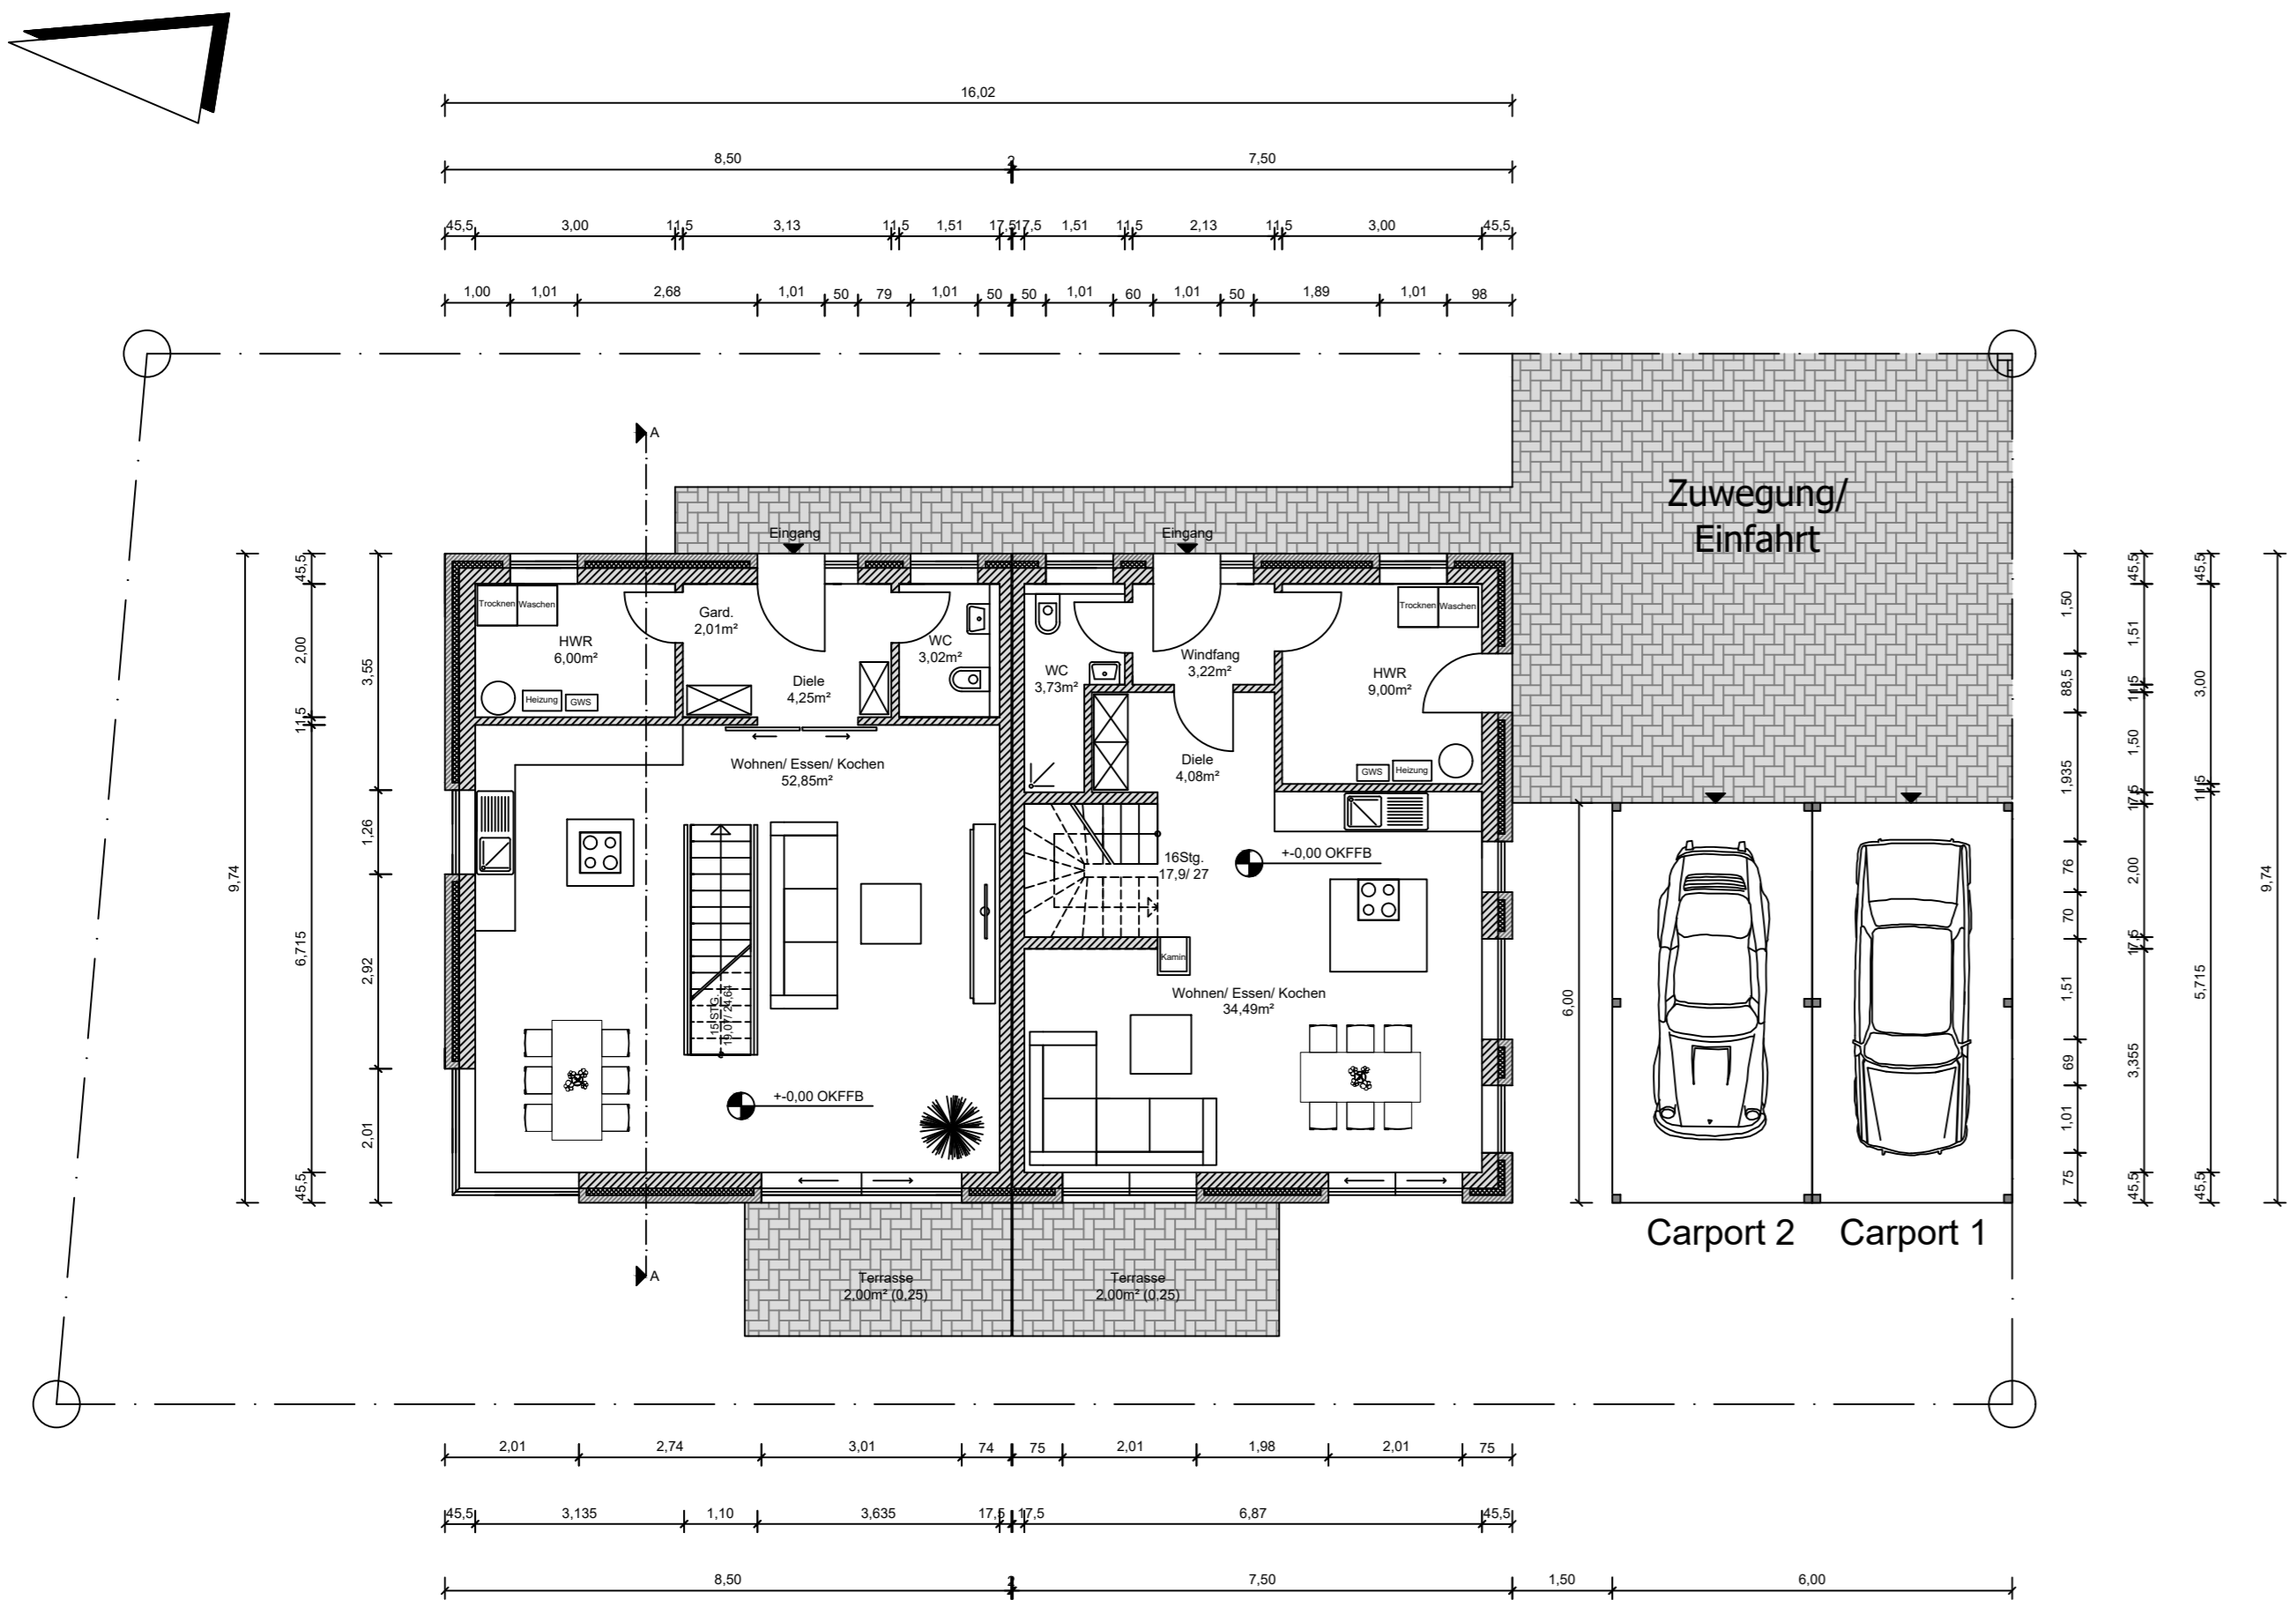 16,02
8,50 2 7,50
45,5 3,00 11,5 3,13 11,5 1,51 17,5 17,5 1,51 11,5 2,13 11,5 3,00 45,5
1,00 1,01 2,68 1,01 50 79 1,01 50 50 1,01 60 1,01 50 1,89 1,01 98
A
Zuwegung/
Einfahrt
Eingang
Eingang
Trocknen Waschen
HWR
6,00m²
Heizung GWS
Gard.
2,01m²
Diele
4,25m²
WC
3,02m²
WC
3,73m²
Windfang
3,22m²
Trocknen Waschen
HWR
9,00m²
GWS Heizung
Diele
4,08m²
Wohnen/ Essen/ Kochen
52,85m²
16Stg.
17,9/ 27
+-0,00 OKFFB
Kamin
Wohnen/ Essen/ Kochen
34,49m²
15 STG.
19,07/ 24,64
+-0,00 OKFFB
Terrasse
2,00m² (0,25)
Terrasse
2,00m² (0,25)
A
Carport 2
Carport 1
9,74
45,5 2,00 11,5 6,715 45,5
3,55 1,26 2,92 2,01
6,00
1,50 88,5 1,935 76 70 1,51 69 1,01 75
45,5 1,51 11,5 1,50 17,5 2,00 17,5 3,355 45,5
45,5 3,00 11,5 5,715 45,5
9,74
2,01 2,74 3,01 74 75 2,01 1,98 2,01 75
45,5 3,135 1,10 3,635 17,5 17,5 6,87 45,5
8,50 2 7,50 1,50 6,00